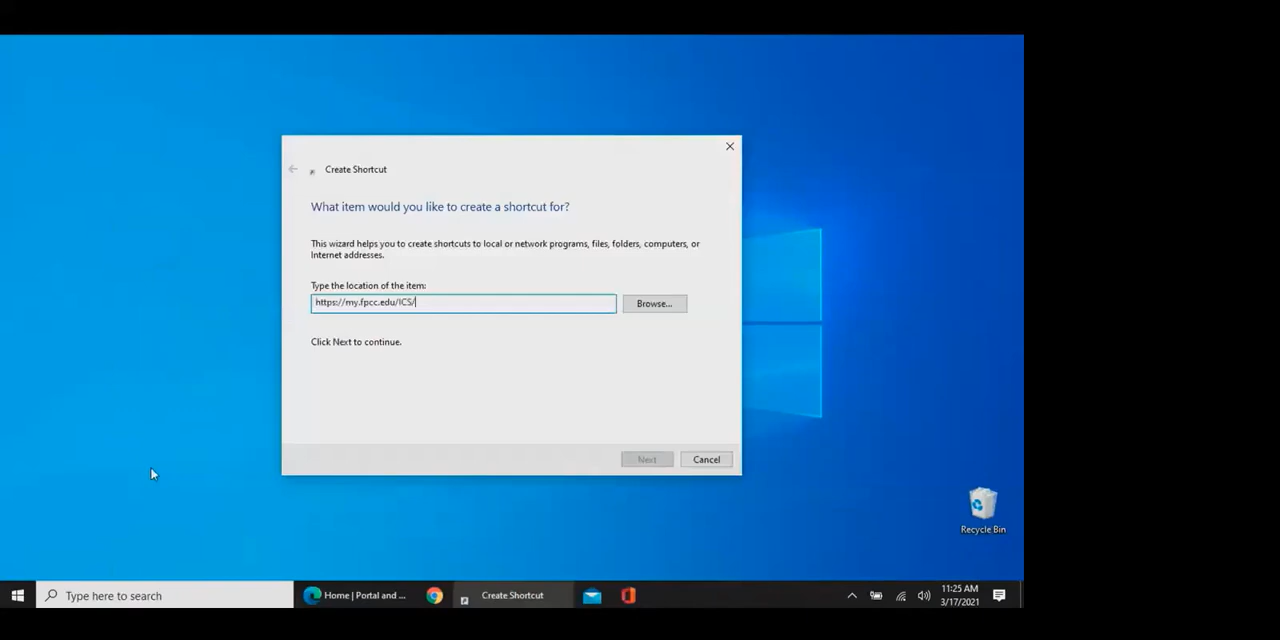 Create Shortcut
What item would you like to create a shortcut for?
This wizard helps you to create shortcuts to local or network programs, files, folders, computers, or
Internet addresses.
Type the location of the item:
https://my.fpcc.edu/ICS/
Browse...
Click Next to continue.
Next
Cancel
Recycle Bin
Type here to search
Home | Portal and ...
Create Shortcut
11:25 AM
3/17/2021